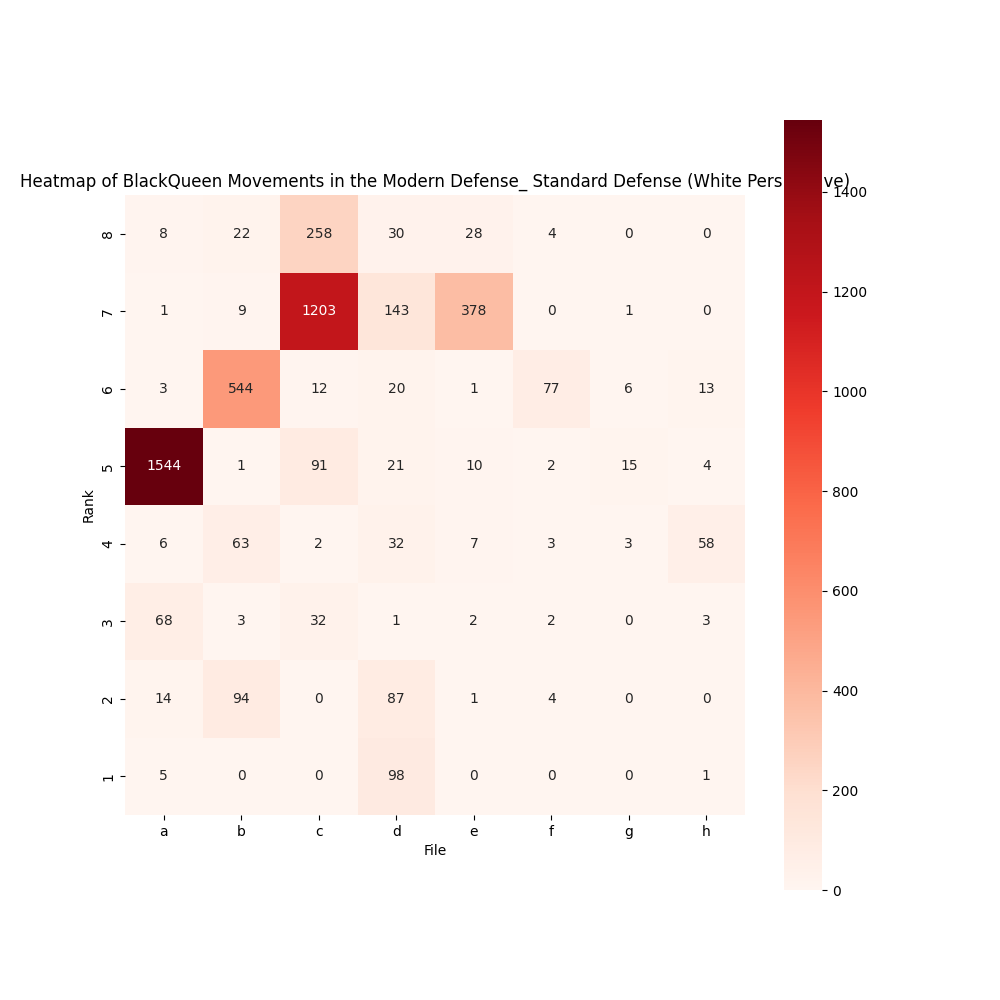 Heatmap of BlackQueen Movements in the Modern Defense_ Standard Defense (White Pers ve)
1400
8 8 22 258 30 28 4 0 0
1200
7 1 9 1203 143 378 0 1 0
1000
6 3 544 12 20 1 77 6 13
800
5 1544 1 91 21 10 2 15 4
Rank
600
4 6 63 2 32 7 3 3 58
3 68 3 32 1 2 2 0 3
400
2 14 94 0 87 1 4 0 0
200
1 5 0 0 98 0 0 0 1
a b c d e f g h
File
0